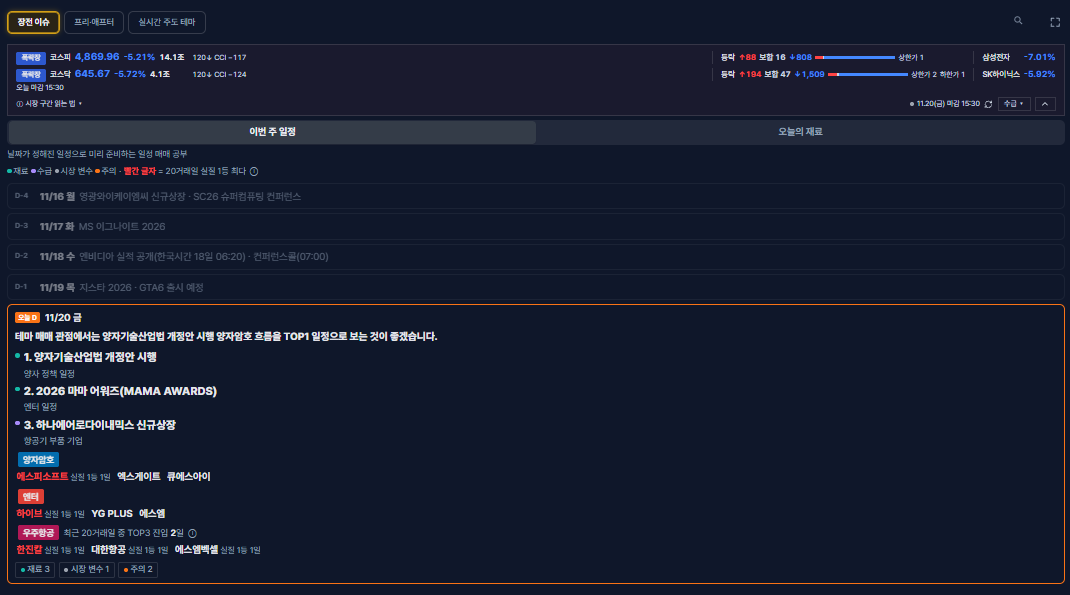 장전 이슈 프리·애프터 실시간 주도 테마
폭락장 코스피 4,869.96 -5.21% 14.1조 120↓ CCI -117 등락 ↑88 보합 16 ↓808 상한가 1 삼성전자 -7.01%
폭락장 코스닥 645.67 -5.72% 4.1조 120↓ CCI -124 등락 ↑194 보합 47 ↓1,509 상한가 2 하한가 1 SK하이닉스 -5.92%
오늘 마감 15:30
시장 구간 읽는 법 11.20(금) 마감 15:30 수급
이번 주 일정 오늘의 재료
날짜가 정해진 일정으로 미리 준비하는 일정 매매 공부
재료 수급 시장 변수 주의 · 빨간 글자 = 20거래일 실질 1등 최다
D-4 11/16 월 영광와이케이엠씨 신규상장 · SC26 슈퍼컴퓨팅 컨퍼런스
D-3 11/17 화 MS 이그나이트 2026
D-2 11/18 수 엔비디아 실적 공개(한국시간 18일 06:20) · 컨퍼런스콜(07:00)
D-1 11/19 목 지스타 2026 · GTA6 출시 예정
오늘 D 11/20 금
테마 매매 관점에서는 양자기술산업법 개정안 시행 양자암호 흐름을 TOP1 일정으로 보는 것이 좋겠습니다.
1. 양자기술산업법 개정안 시행
양자 정책 일정
2. 2026 마마 어워즈(MAMA AWARDS)
엔터 일정
3. 하나에어로다이내믹스 신규상장
항공기 부품 기업
양자암호
에스피소프트 실질 1등 1일 엑스게이트 큐에스아이
엔터
하이브 실질 1등 1일 YG PLUS 에스엠
우주항공 최근 20거래일 중 TOP3 진입 2일
한진칼 실질 1등 1일 대한항공 실질 1등 1일 에스엠벡셀 실질 1등 1일
재료 3 시장 변수 1 주의 2